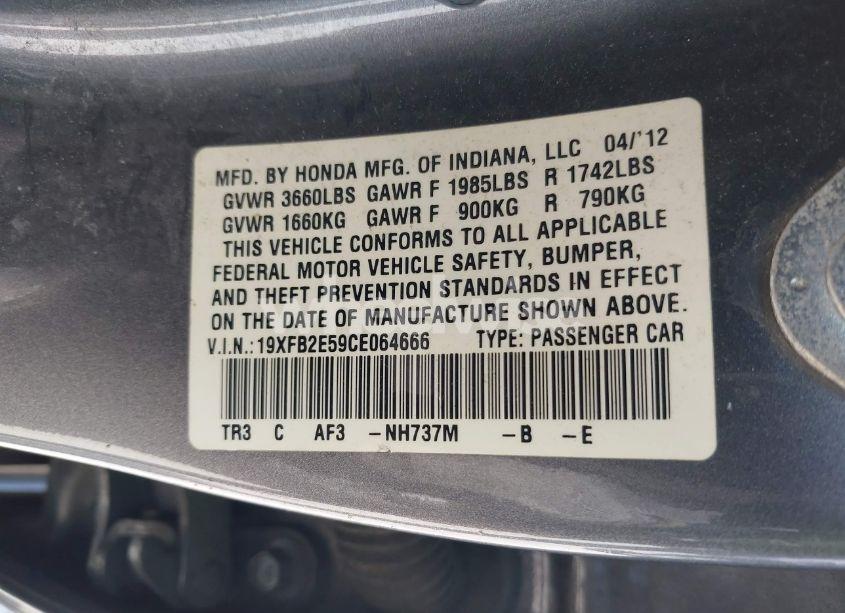 MFD. BY HONDA MFG. OF INDIANA, LLC 04/'12
GVWR 3660LBS GAWR F 1985LBS R 1742LBS
GVWR 1660KG GAWR F 900KG R 790KG
THIS VEHICLE CONFORMS TO ALL APPLICABLE
FEDERAL MOTOR VEHICLE SAFETY, BUMPER,
AND THEFT PREVENTION STANDARDS IN EFFECT
ON THE DATE OF MANUFACTURE SHOWN ABOVE.
V.I.N.: 19XFB2E59CE064666 TYPE: PASSENGER CAR
TR3 C AF3 -NH737M -B -E